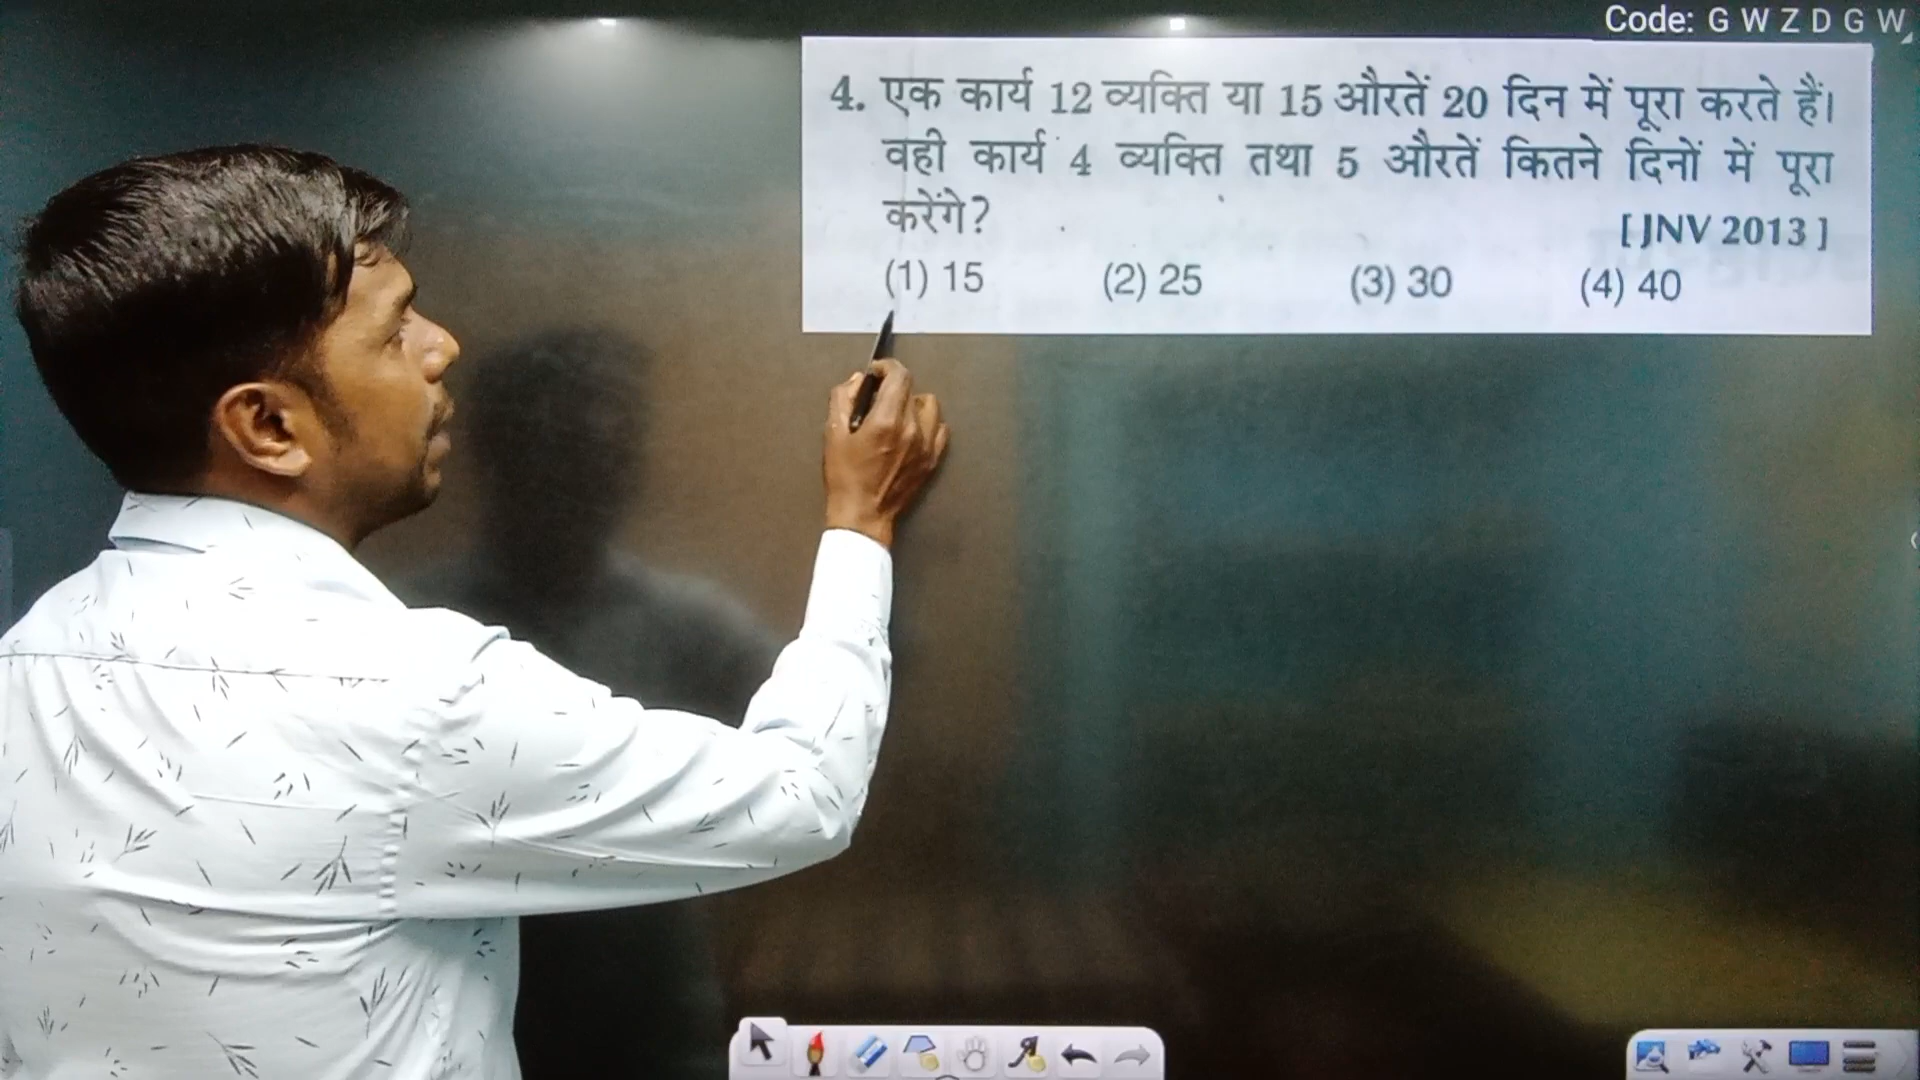 Code: G W Z D G W
4. एक कार्य 12 व्यक्ति या 15 औरतें 20 दिन में पूरा करते हैं।
वही कार्य 4 व्यक्ति तथा 5 औरतें कितने दिनों में पूरा
करेंगे?
[ JNV 2013 ]
(1) 15 (2) 25 (3) 30 (4) 40